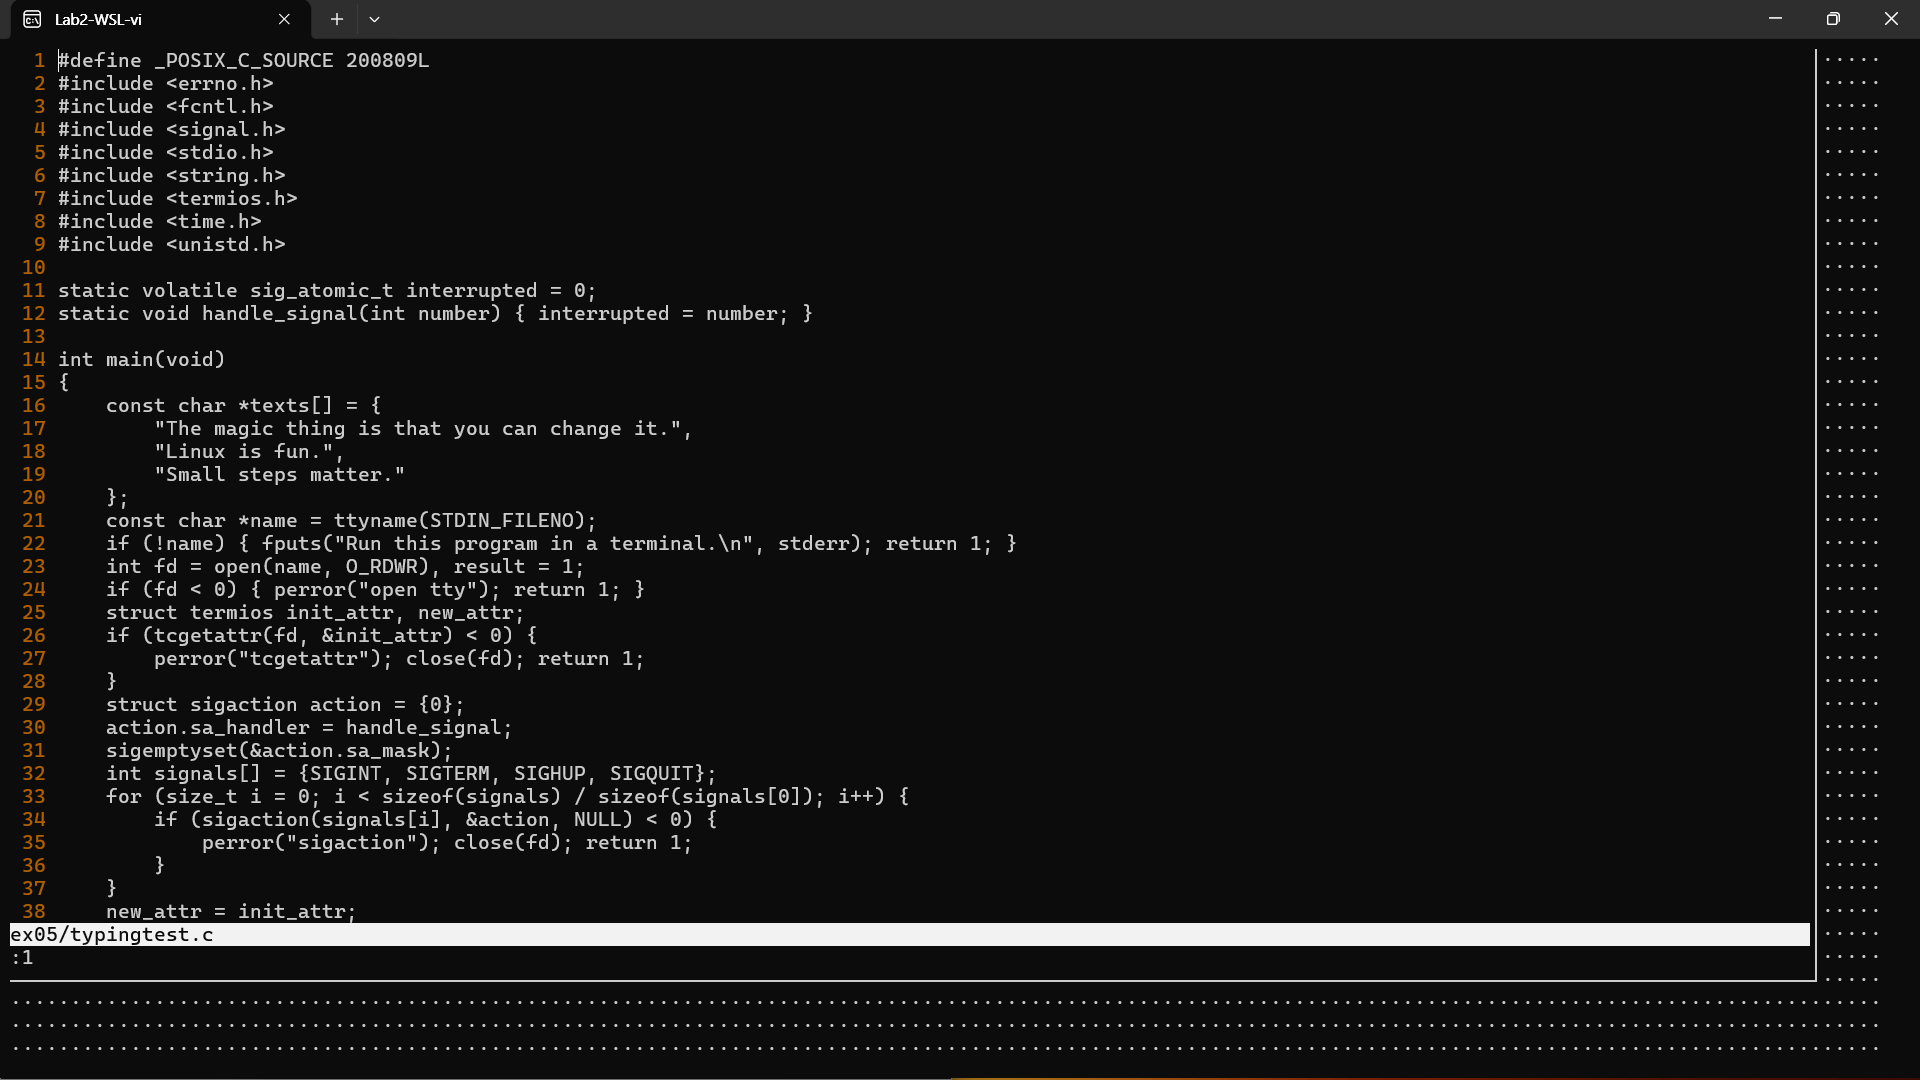 Lab2-WSL-vi
1 #define _POSIX_C_SOURCE 200809L
2 #include <errno.h>
3 #include <fcntl.h>
4 #include <signal.h>
5 #include <stdio.h>
6 #include <string.h>
7 #include <termios.h>
8 #include <time.h>
9 #include <unistd.h>
10
11 static volatile sig_atomic_t interrupted = 0;
12 static void handle_signal(int number) { interrupted = number; }
13
14 int main(void)
15 {
16     const char *texts[] = {
17         "The magic thing is that you can change it.",
18         "Linux is fun.",
19         "Small steps matter."
20     };
21     const char *name = ttyname(STDIN_FILENO);
22     if (!name) { fputs("Run this program in a terminal.\n", stderr); return 1; }
23     int fd = open(name, O_RDWR), result = 1;
24     if (fd < 0) { perror("open tty"); return 1; }
25     struct termios init_attr, new_attr;
26     if (tcgetattr(fd, &init_attr) < 0) {
27         perror("tcgetattr"); close(fd); return 1;
28     }
29     struct sigaction action = {0};
30     action.sa_handler = handle_signal;
31     sigemptyset(&action.sa_mask);
32     int signals[] = {SIGINT, SIGTERM, SIGHUP, SIGQUIT};
33     for (size_t i = 0; i < sizeof(signals) / sizeof(signals[0]); i++) {
34         if (sigaction(signals[i], &action, NULL) < 0) {
35             perror("sigaction"); close(fd); return 1;
36         }
37     }
38     new_attr = init_attr;
ex05/typingtest.c
:1